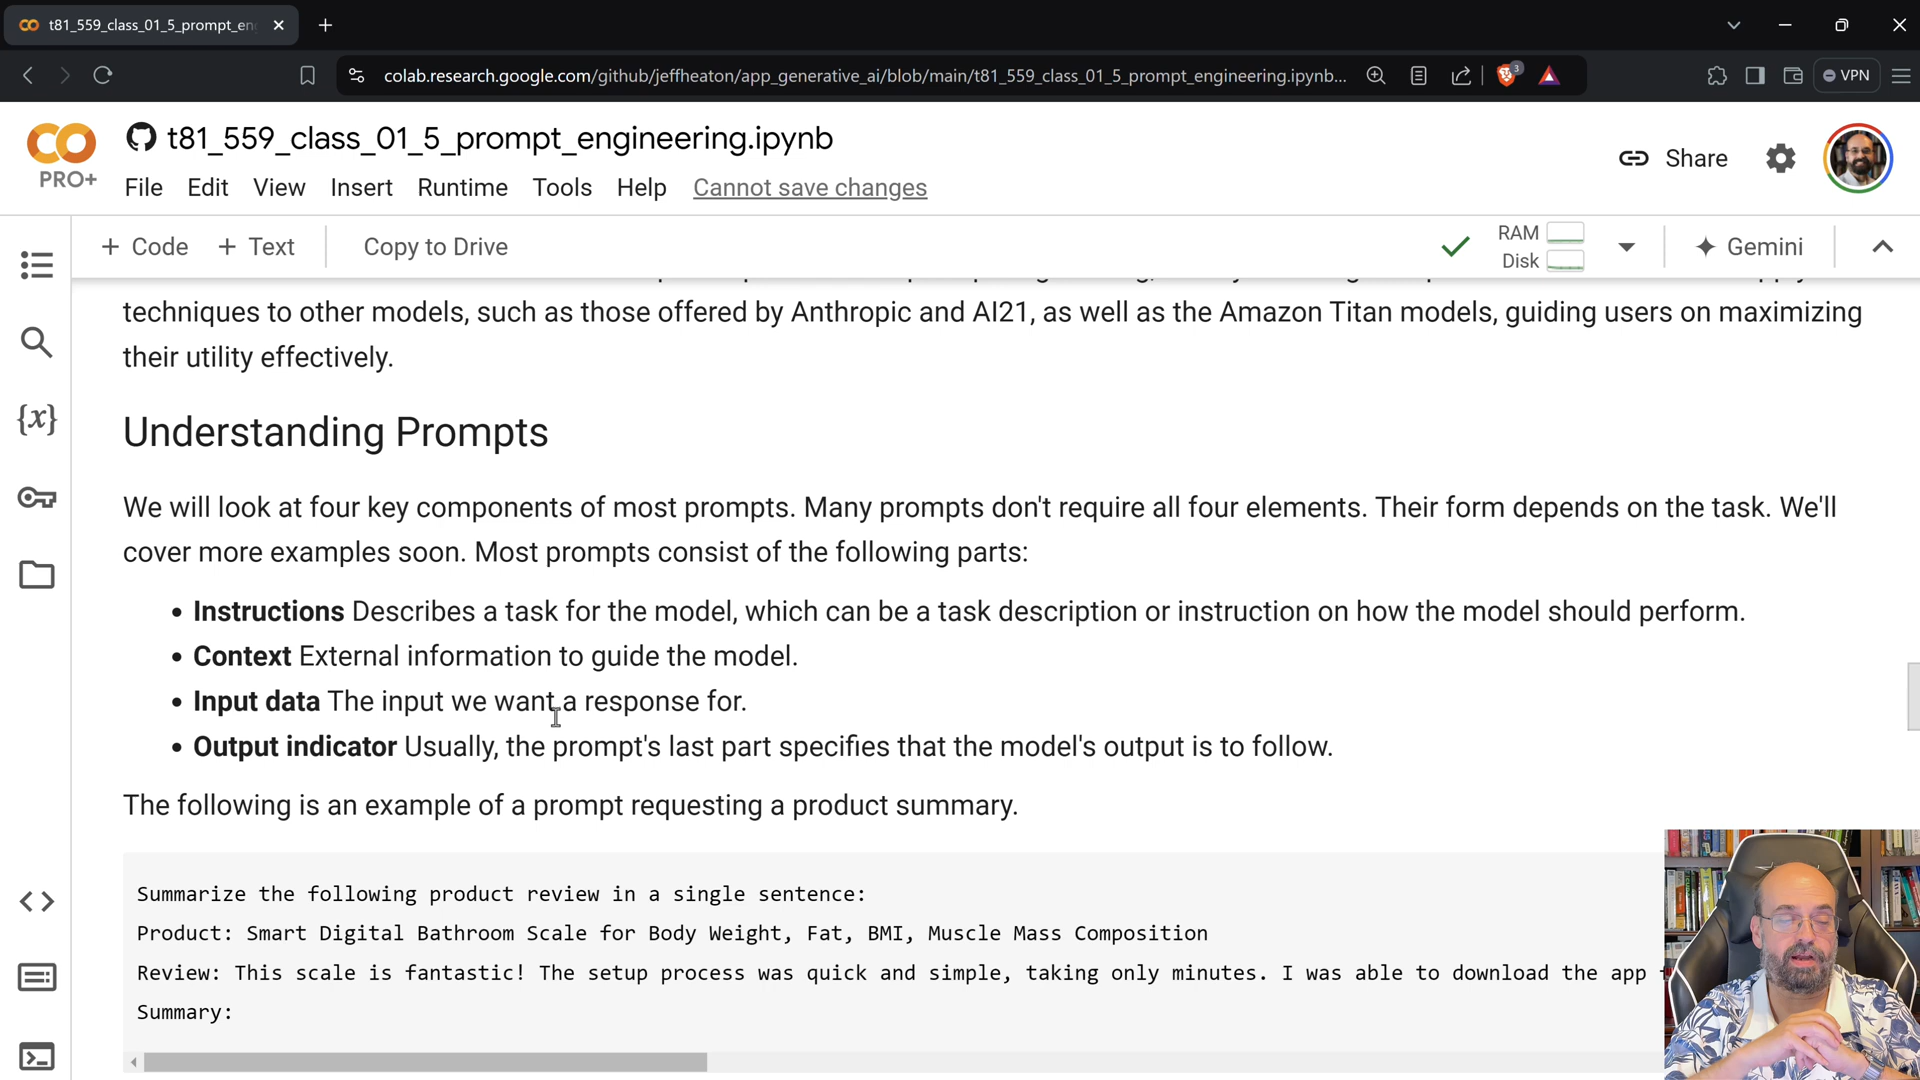 t81_559_class_01_5_prompt_en
colab.research.google.com/github/jeffheaton/app_generative_ai/blob/main/t81_559_class_01_5_prompt_engineering.ipynb...
3
VPN
PRO+
t81_559_class_01_5_prompt_engineering.ipynb
File Edit View Insert Runtime Tools Help Cannot save changes
Share
+ Code + Text Copy to Drive
RAM
Disk
Gemini
techniques to other models, such as those offered by Anthropic and AI21, as well as the Amazon Titan models, guiding users on maximizing
their utility effectively.
Understanding Prompts
We will look at four key components of most prompts. Many prompts don't require all four elements. Their form depends on the task. We'll
cover more examples soon. Most prompts consist of the following parts:
• Instructions Describes a task for the model, which can be a task description or instruction on how the model should perform.
• Context External information to guide the model.
• Input data The input we want a response for.
• Output indicator Usually, the prompt's last part specifies that the model's output is to follow.
The following is an example of a prompt requesting a product summary.
Summarize the following product review in a single sentence:
Product: Smart Digital Bathroom Scale for Body Weight, Fat, BMI, Muscle Mass Composition
Review: This scale is fantastic! The setup process was quick and simple, taking only minutes. I was able to download the app
Summary: